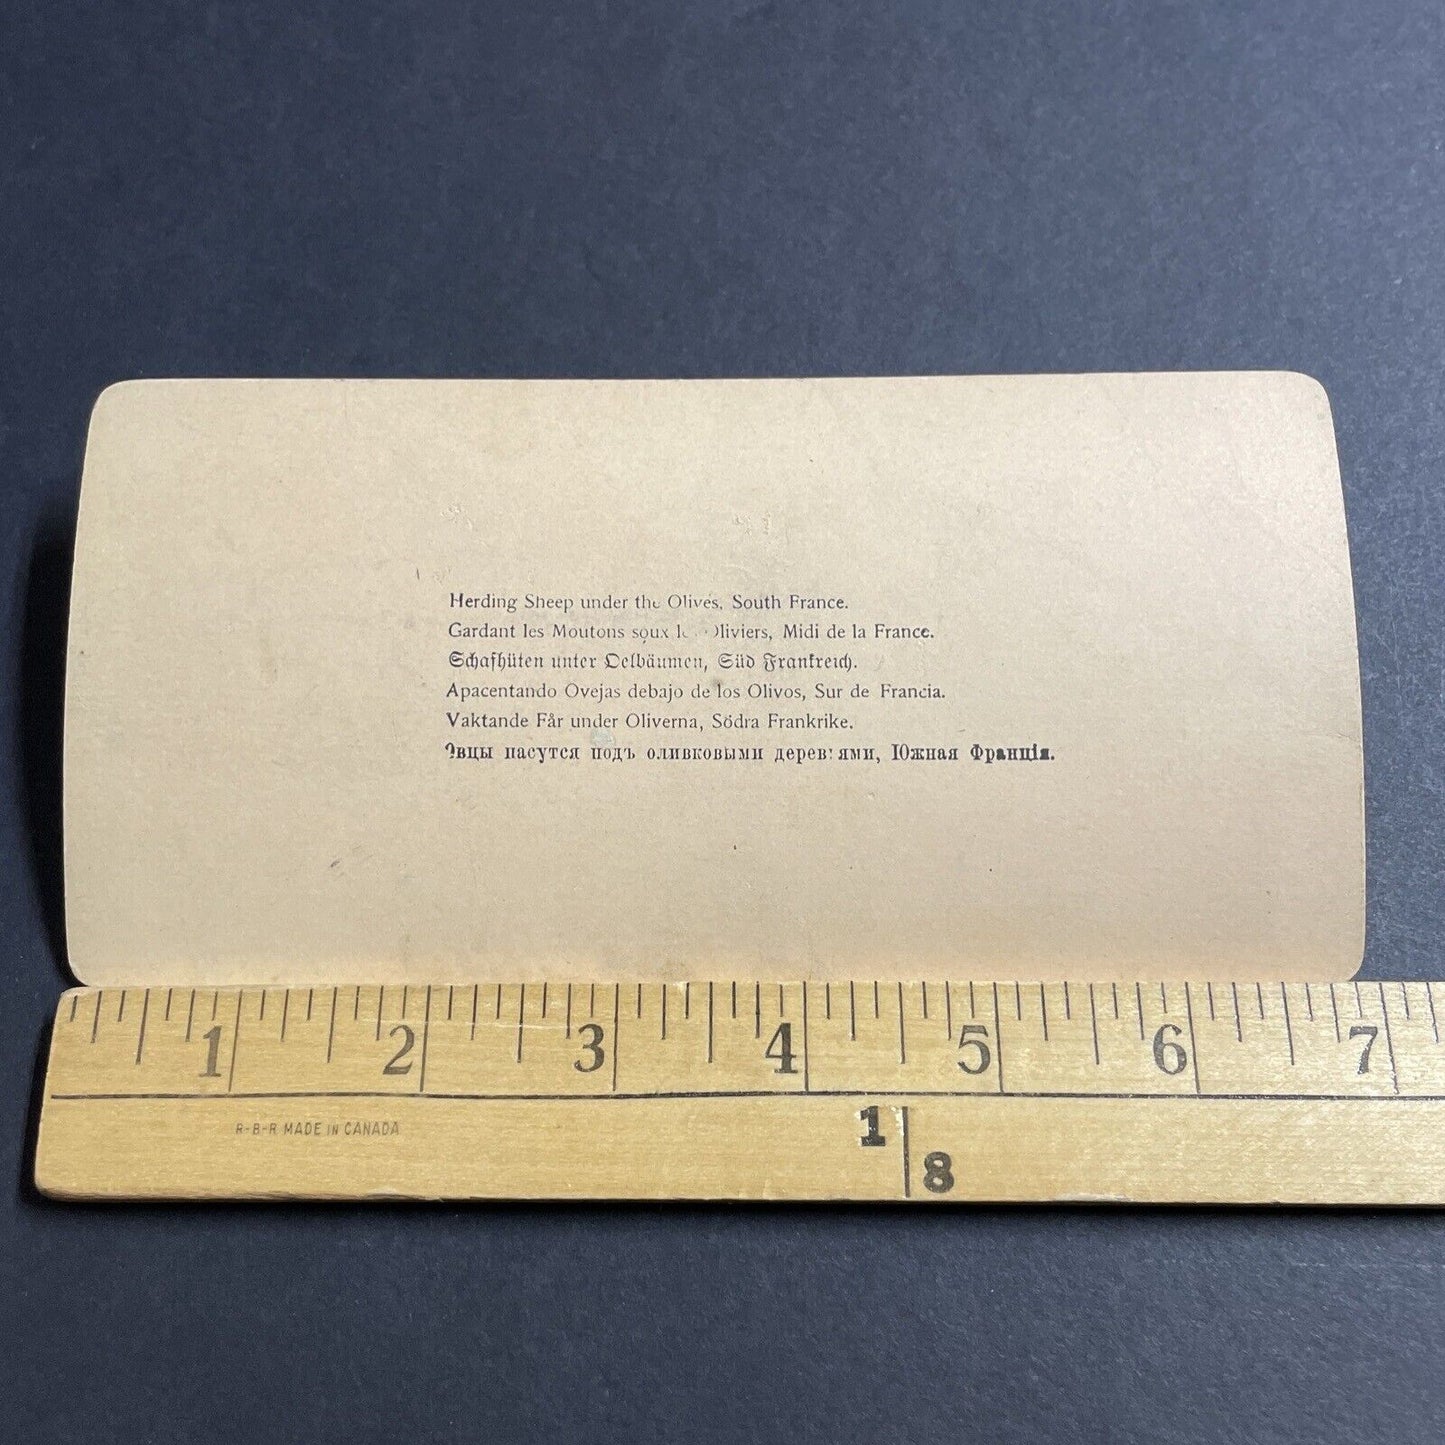 Herding Sheep under the Olives, South France.
Gardant les Moutons soux Oliviers, Midi de la France.
Schafhüten unter Oelbäumen, Süd Frankreich.
Apacentando Ovejas debajo de los Olivos, Sur de Francia.
Vaktande Får under Oliverna, Södra Frankrike.
Овцы пасутся подъ оливковыми деревьями, Южная Франція.
1 2 3 4 5 6 7
R-B-R MADE IN CANADA
1
8